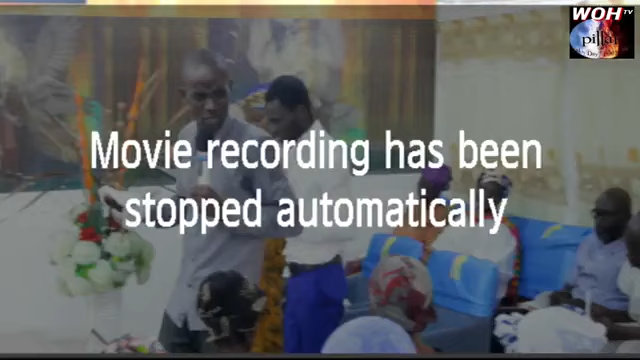 WOH TV
pillar
Movie recording has been
stopped automatically